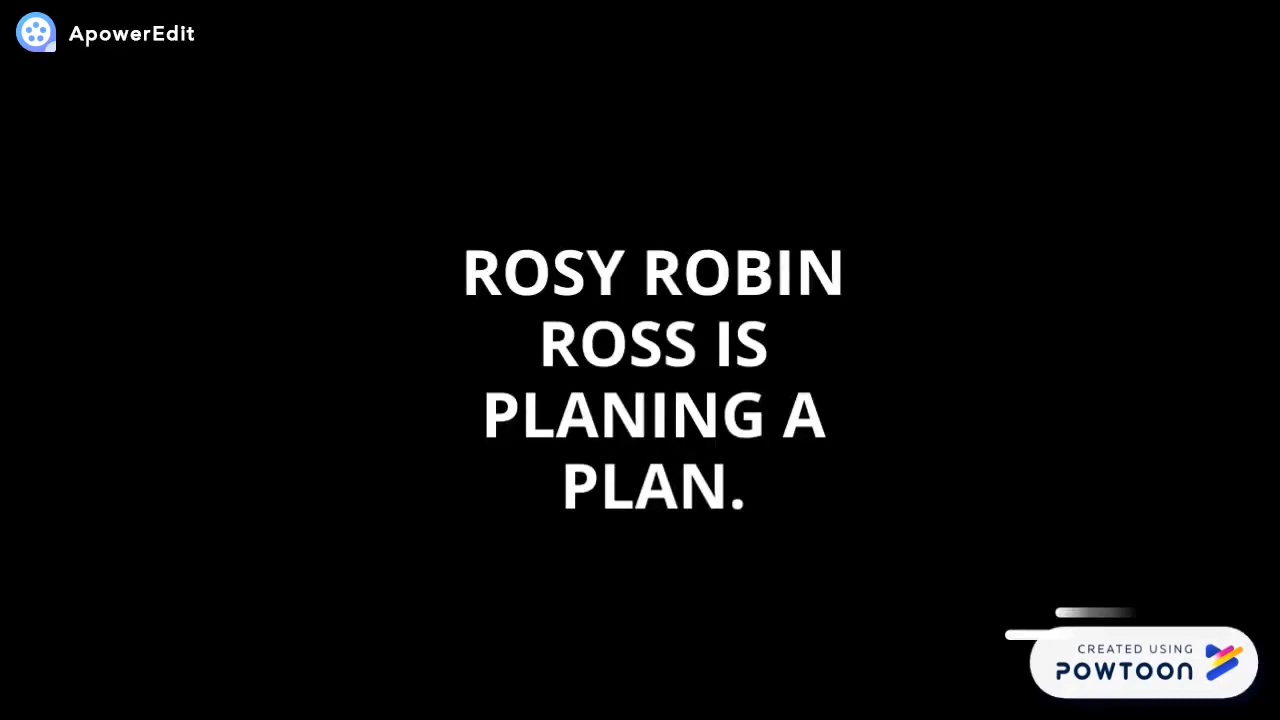 ApowerEdit
ROSY ROBIN
ROSS IS
PLANING A
PLAN.
CREATED USING
POWTOON